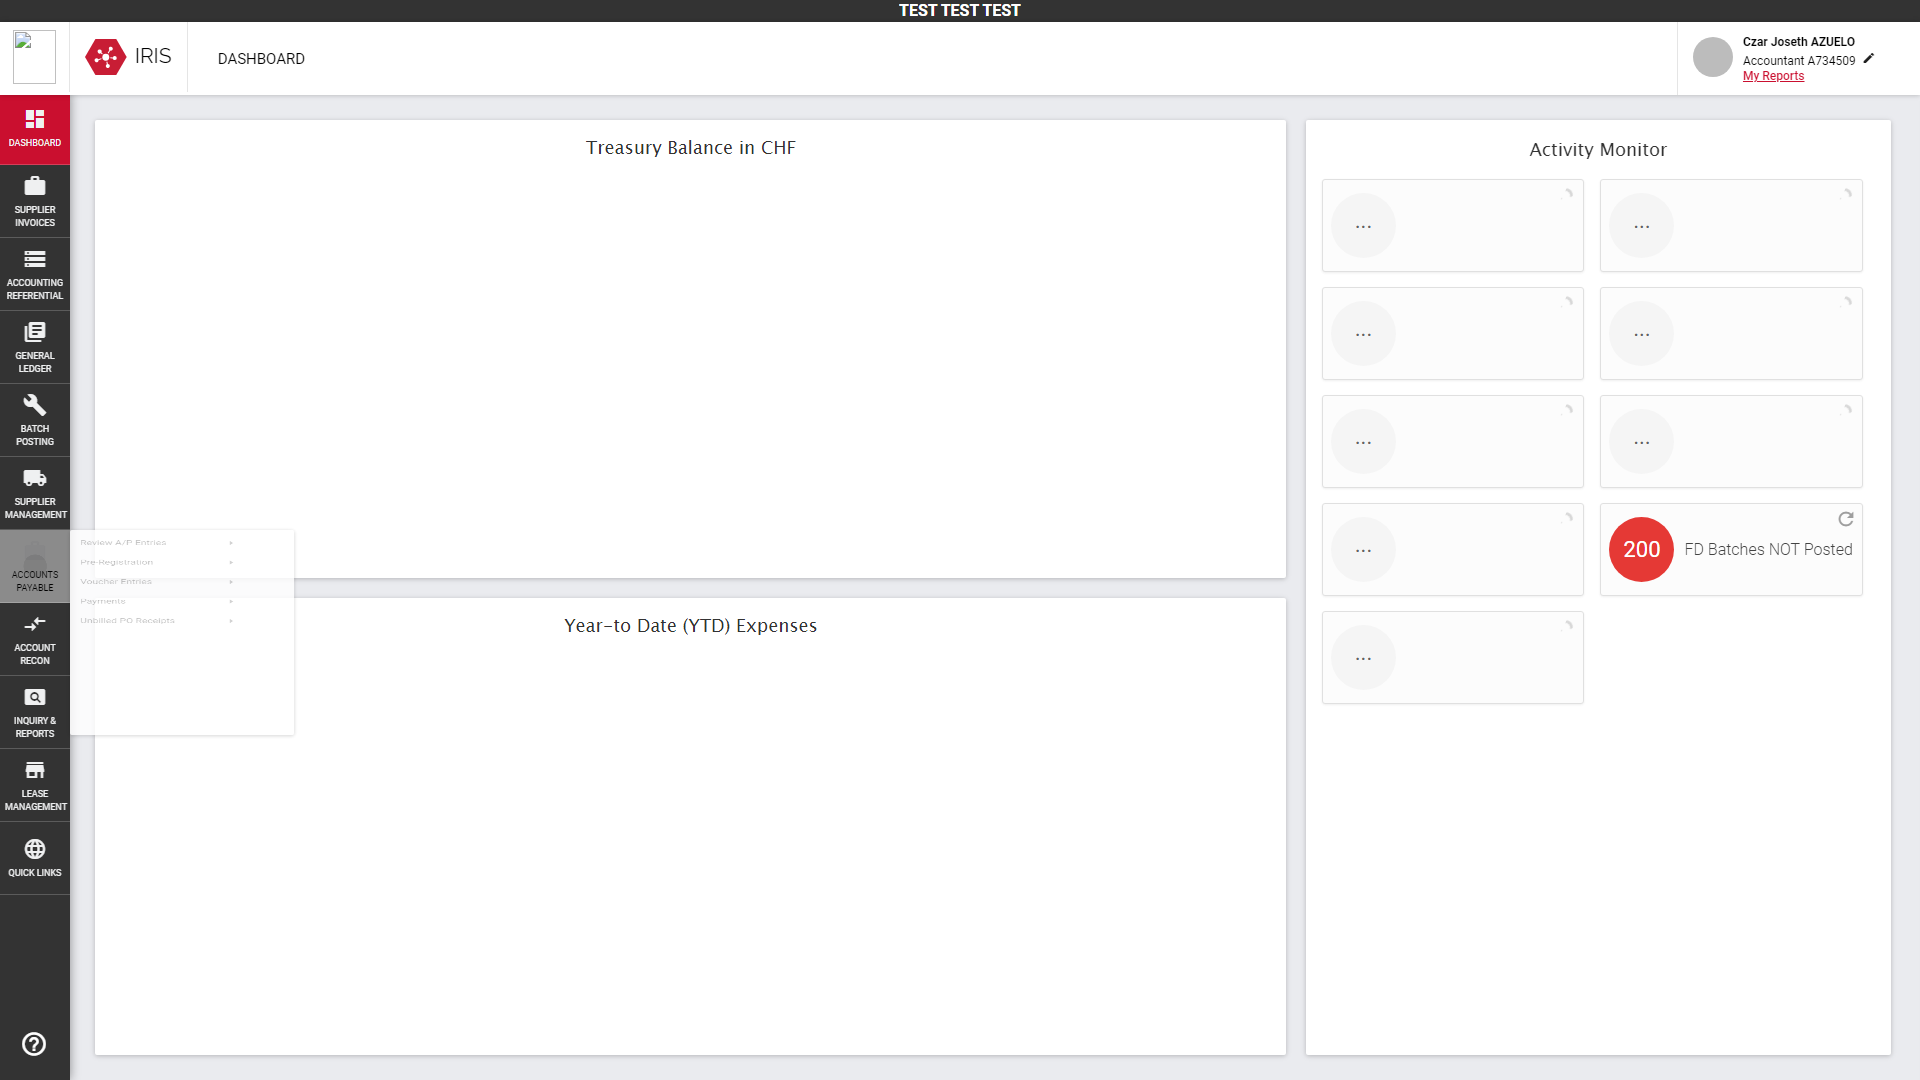 TEST TEST TEST
IRIS
DASHBOARD
Czar Joseth AZUELO
Accountant A734509
My Reports
DASHBOARD
SUPPLIER
INVOICES
ACCOUNTING
REFERENTIAL
GENERAL
LEDGER
BATCH
POSTING
SUPPLIER
MANAGEMENT
ACCOUNTS
PAYABLE
ACCOUNT
RECON
INQUIRY &
REPORTS
LEASE
MANAGEMENT
QUICK LINKS
Review A/P Entries
Pre-Registration
Voucher Entries
Payments
Unbilled PO Receipts
Treasury Balance in CHF
Year-to Date (YTD) Expenses
Activity Monitor
...
...
...
...
...
...
...
200 FD Batches NOT Posted
...